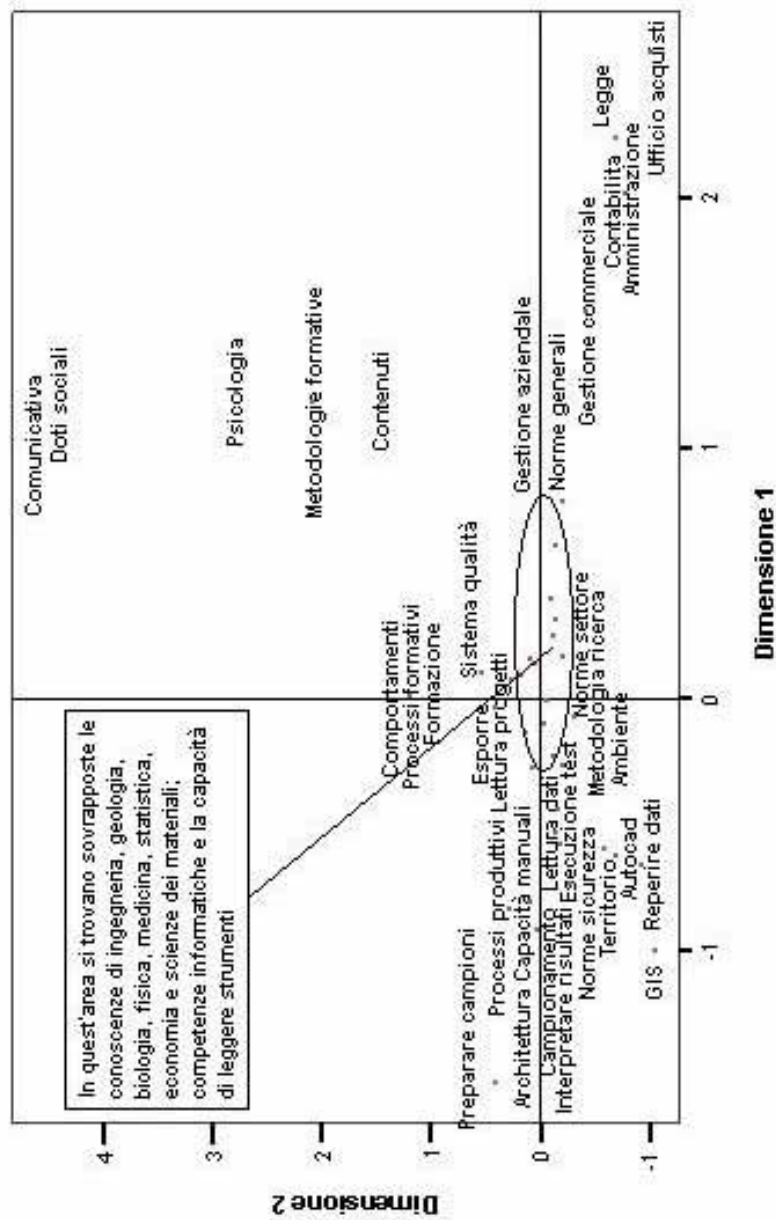 In quest'area si trovano sovrapposte le
conoscenze di ingegneria, geologia,
biologia, fisica, medicina, statistica,
economia e scienze dei materiali;
competenze informatiche e la capacità
di leggere strumenti
Comunicativa
Doti sociali
Psicologia
Metodologie formative
Contenuti
Comportamenti
Processi formativi
Formazione
Sistema qualità
Esporre
Lettura progetti
Preparare campioni
Processi produttivi
Architettura Capacità manuali
Gestione aziendale
Norme generali
Campionamento Lettura dati
Interpretare risultati Esecuzione test
Norme sicurezza
Territorio
Autocad
GIS
Reperire dati
Norme settore
Metodologia ricerca
Ambiente
Gestione commerciale
Contabilita
Legge
Amministrazione
Ufficio acquisti
4
3
2
1
0
-1
Dimensione 2
-1
0
1
2
Dimensione 1